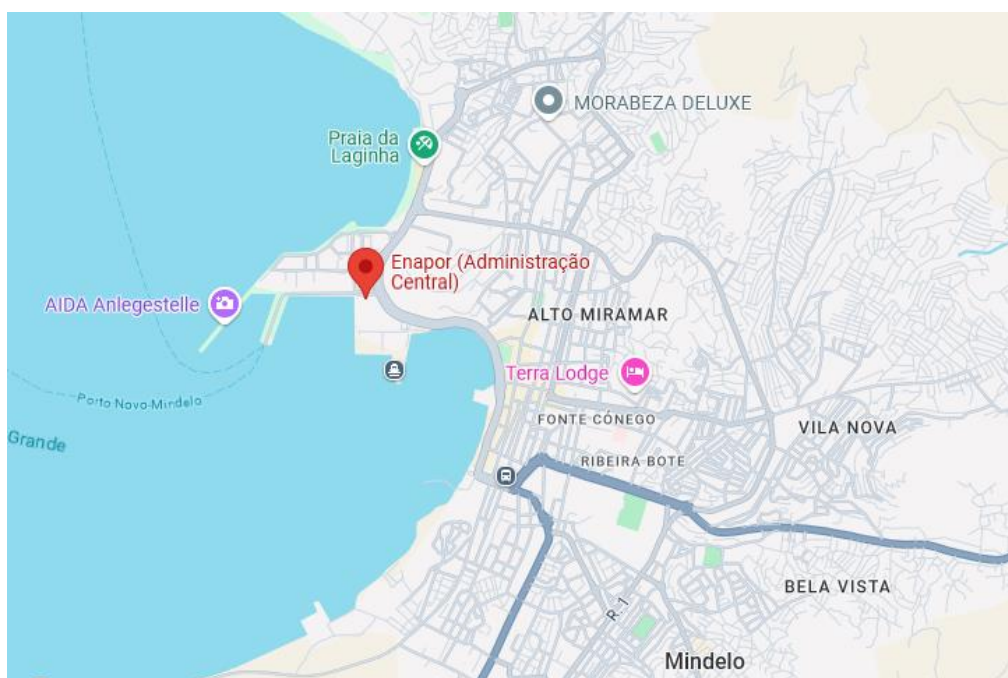 MORABEZA DELUXE
Praia da
Laginha
Enapor (Administração
Central)
AIDA Anlegestelle
ALTO MIRAMAR
Terra Lodge
Porto Novo-Mindelo
FONTE CÓNEGO
VILA NOVA
Grande
RIBEIRA BOTE
BELA VISTA
R. 1
Mindelo